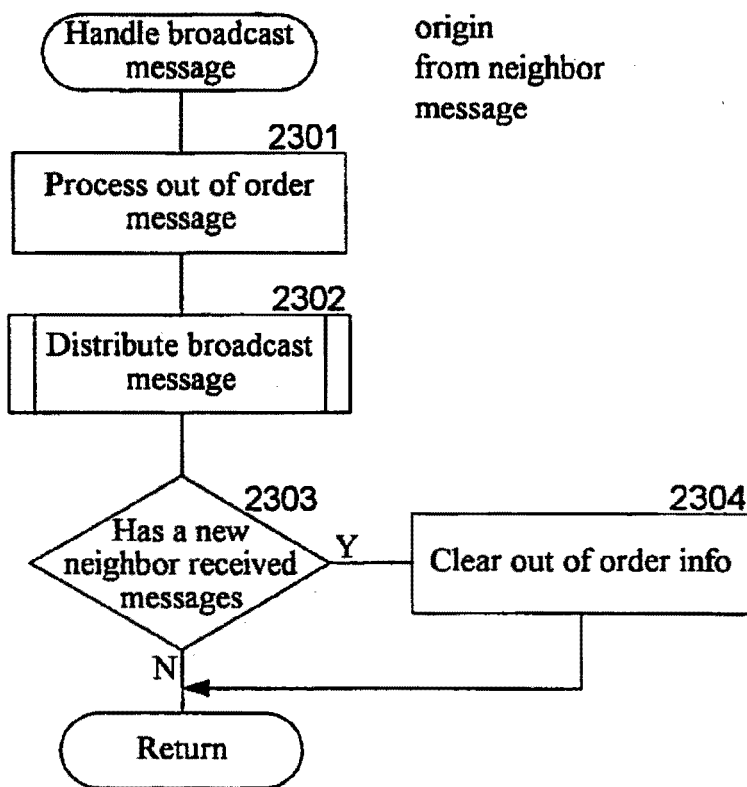 Handle broadcast
message
origin
from neighbor
message
2301
Process out of order
message
2302
Distribute broadcast
message
2303
Has a new
neighbor received
messages
Y
2304
Clear out of order info
N
Return